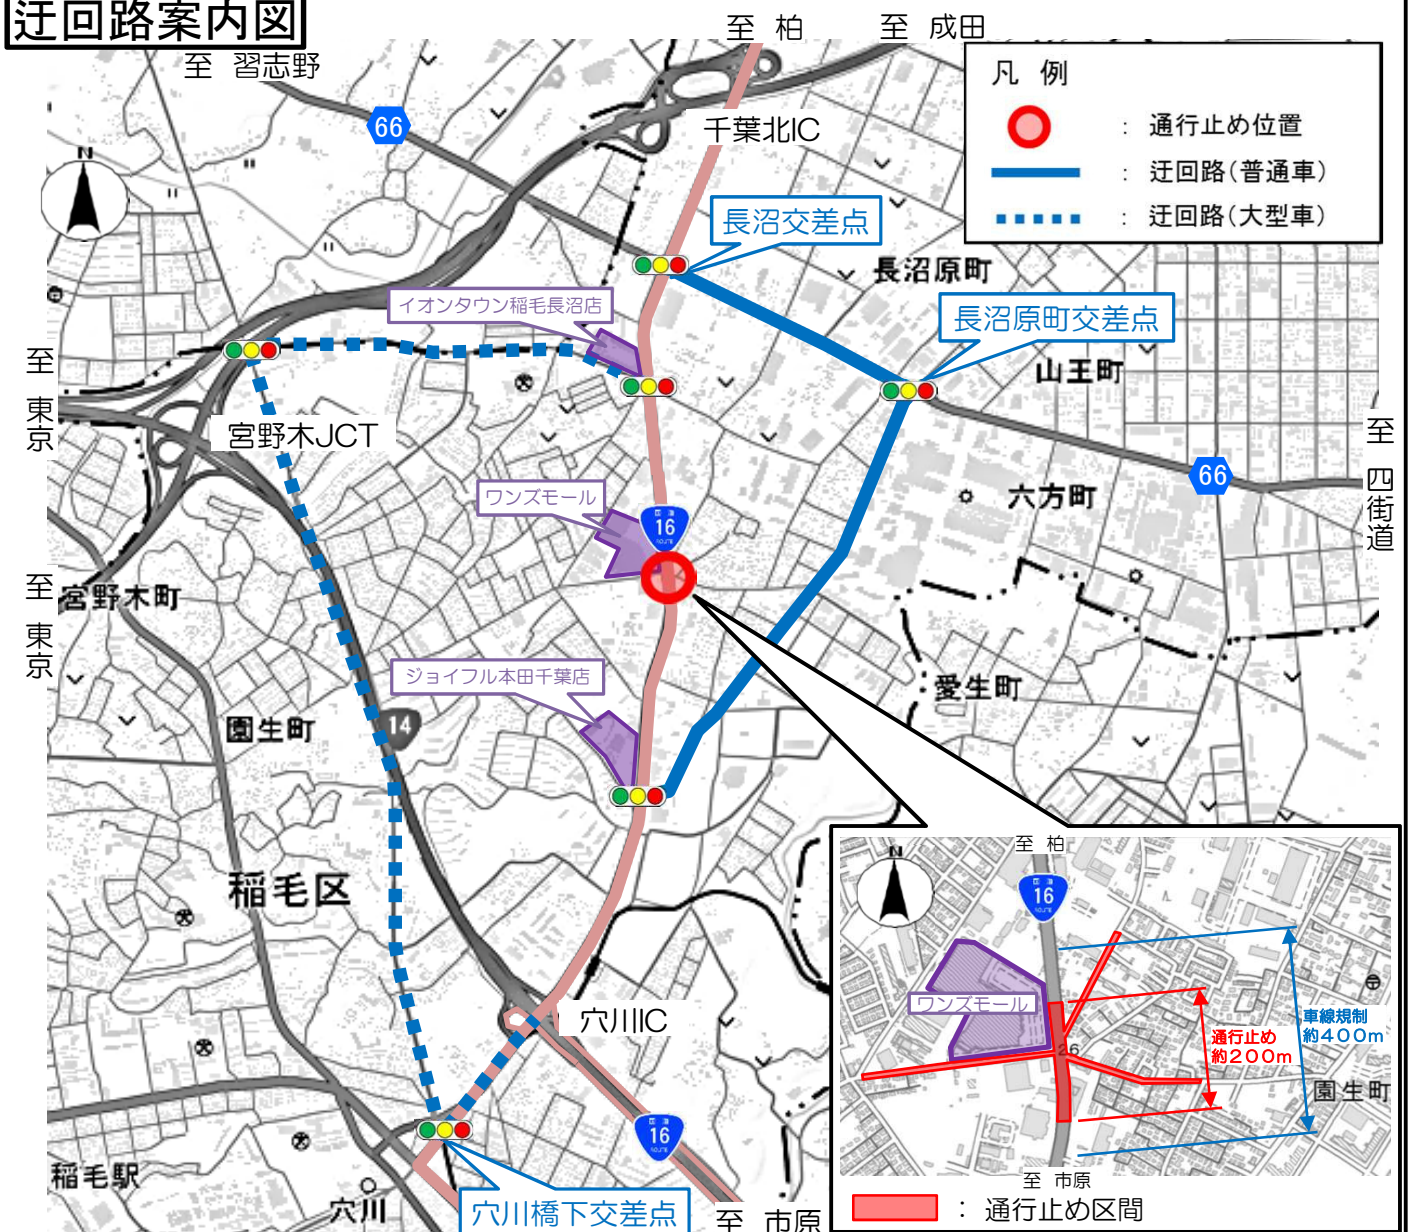 迂回路案内図
至 柏
至 成田
至 習志野
凡 例
： 通行止め位置
： 迂回路(普通車)
： 迂回路(大型車)
66
千葉北IC
N
長沼交差点
長沼原町
イオンタウン稲毛長沼店
長沼原町交差点
至 東京
山王町
宮野木JCT
至 四街道
66
ワンズモール
六方町
16
至 東京
宮野木町
ジョイフル本田千葉店
愛生町
園生町
14
稲毛区
穴川IC
16
稲毛駅
穴川
穴川橋下交差点
至 市原
至 柏
N
16
ワンズモール
車線規制
約400m
通行止め
約200m
26
園生町
至 市原
： 通行止め区間